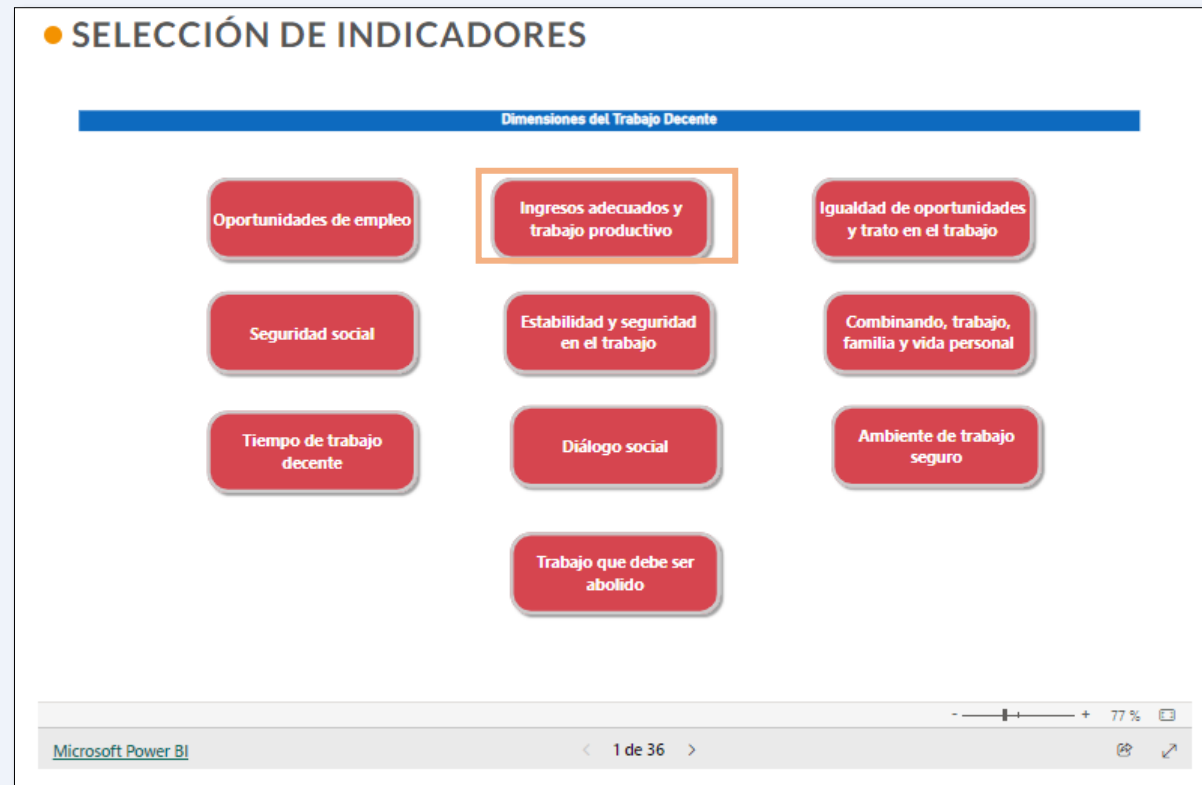 SELECCIÓN DE INDICADORES
Dimensiones del Trabajo Decente
Oportunidades de empleo
Ingresos adecuados y
trabajo productivo
Igualdad de oportunidades
y trato en el trabajo
Seguridad social
Estabilidad y seguridad
en el trabajo
Combinando, trabajo,
familia y vida personal
Tiempo de trabajo
decente
Diálogo social
Ambiente de trabajo
seguro
Trabajo que debe ser
abolido
- + 77 %
Microsoft Power BI
< 1 de 36 >